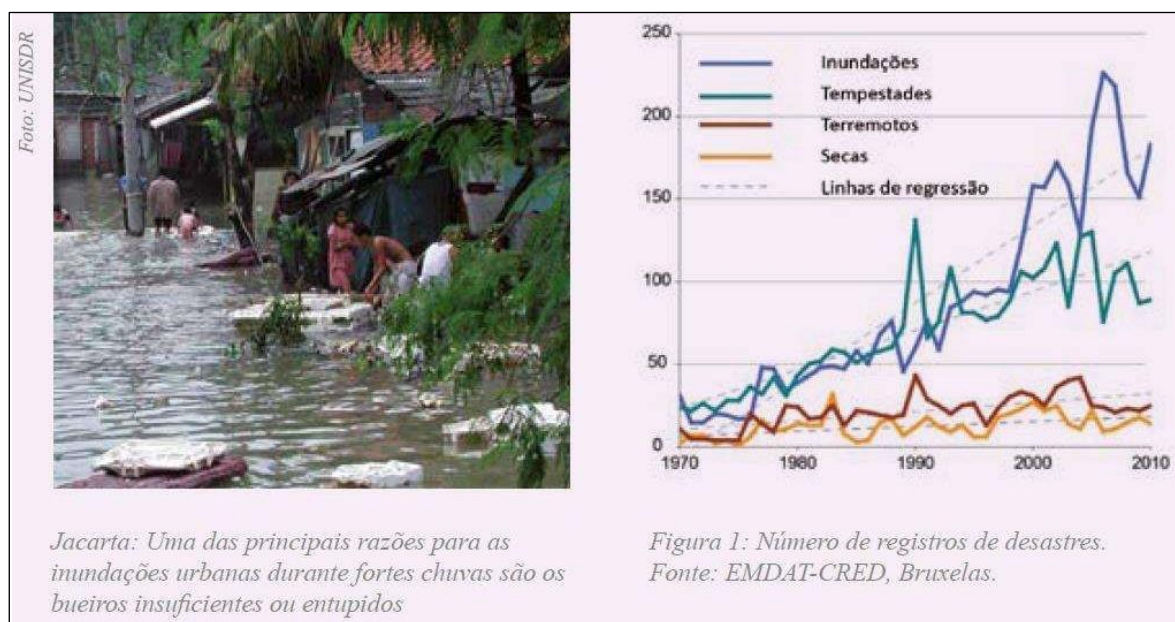 Foto: UNISDR
Jacarta: Uma das principais razões para as
inundações urbanas durante fortes chuvas são os
bueiros insuficientes ou entupidos
250
200
150
100
50
0
Inundações
Tempestades
Terremotos
Secas
Linhas de regressão
1970
1980
1990
2000
2010
Figura 1: Número de registros de desastres.
Fonte: EMDAT-CRED, Bruxelas.